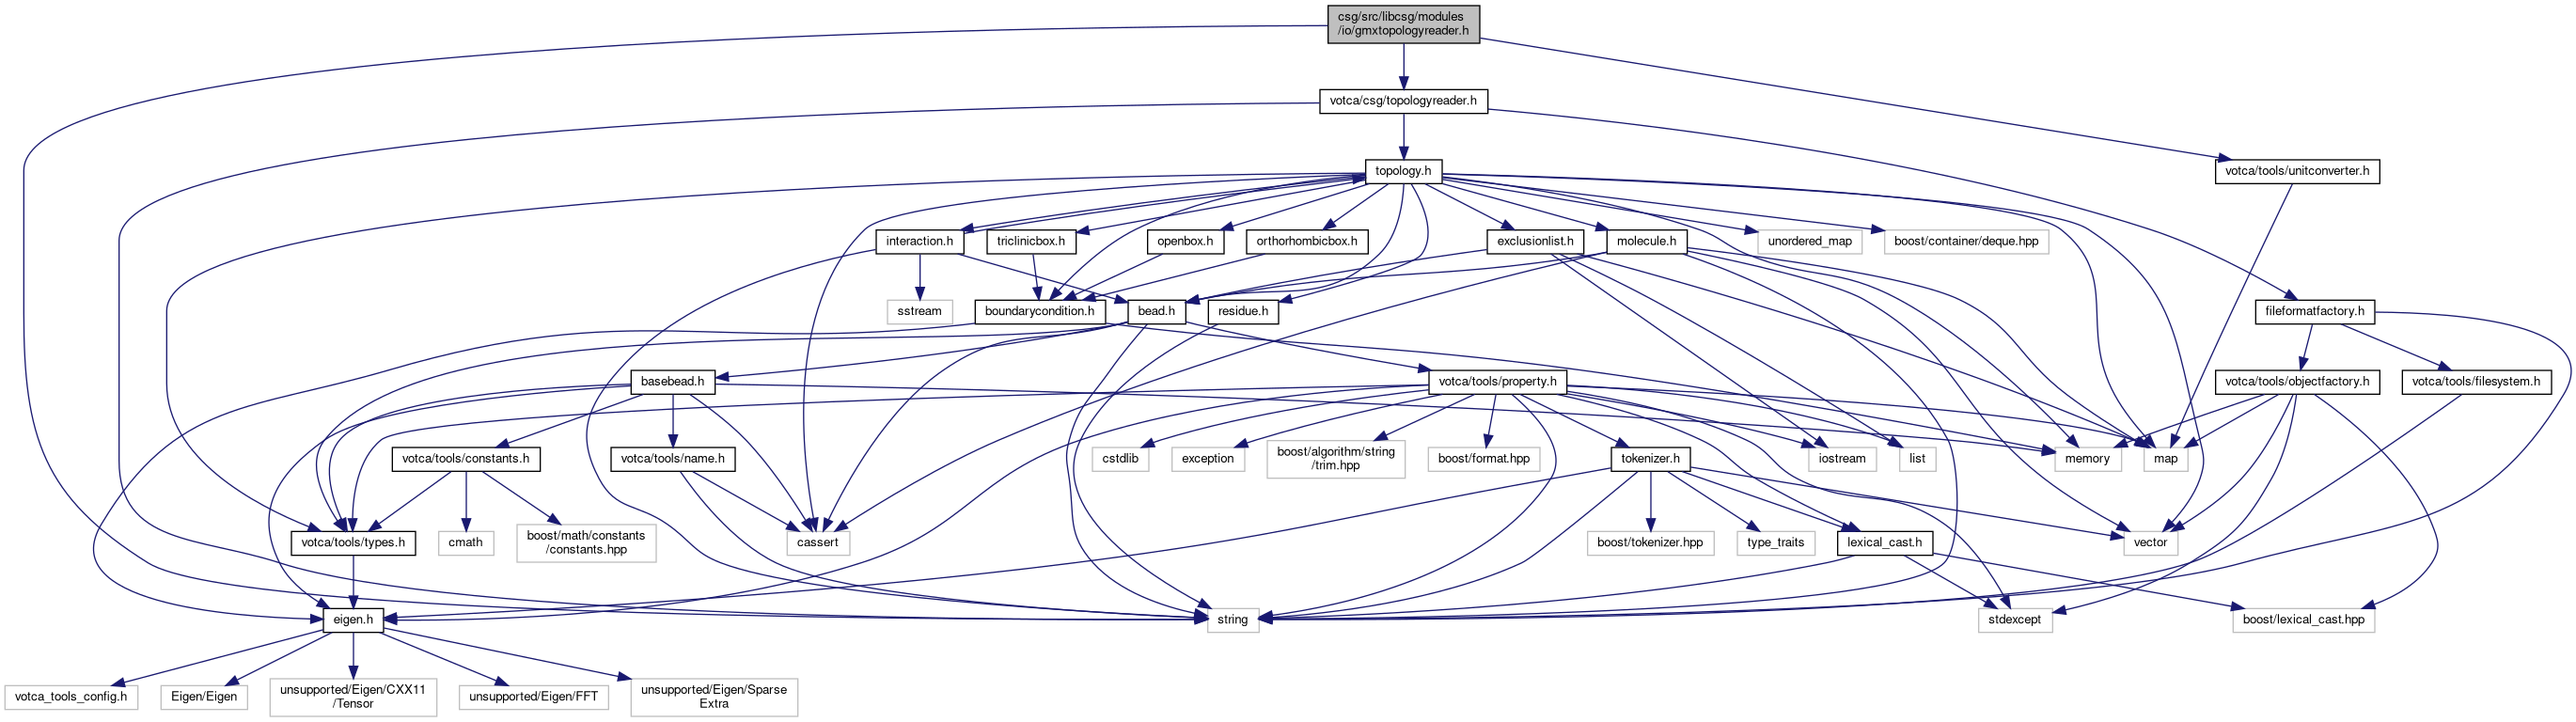 csg/src/libcsg/modules
/io/gmxtopologyreader.h
votca/csg/topologyreader.h
topology.h
votca/tools/unitconverter.h
interaction.h
triclinicbox.h
openbox.h
orthorhombicbox.h
exclusionlist.h
molecule.h
unordered_map
boost/container/deque.hpp
sstream
boundarycondition.h
bead.h
residue.h
fileformatfactory.h
basebead.h
votca/tools/property.h
votca/tools/objectfactory.h
votca/tools/filesystem.h
votca/tools/constants.h
votca/tools/name.h
cstdlib
exception
boost/algorithm/string
/trim.hpp
boost/format.hpp
tokenizer.h
iostream
list
memory
map
votca/tools/types.h
cmath
boost/math/constants
/constants.hpp
cassert
boost/tokenizer.hpp
type_traits
lexical_cast.h
vector
eigen.h
string
stdexcept
boost/lexical_cast.hpp
votca_tools_config.h
Eigen/Eigen
unsupported/Eigen/CXX11
/Tensor
unsupported/Eigen/FFT
unsupported/Eigen/Sparse
Extra